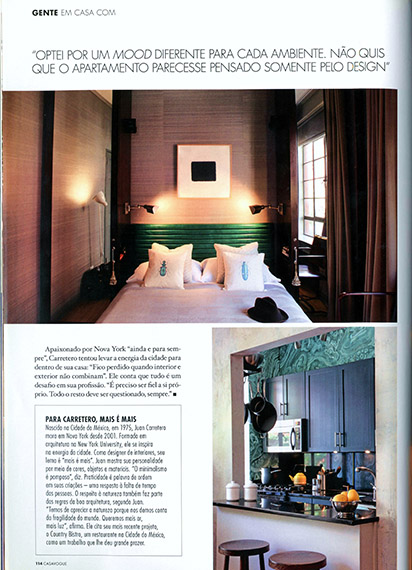 GENTE EM CASA COM
“OPTEI POR UM MOOD DIFERENTE PARA CADA AMBIENTE. NÃO QUIS
QUE O APARTAMENTO PARECESSE PENSADO SOMENTE PELO DESIGN”
Apaixonado por Nova York “ainda e para sem-
pre”, Carretero tentou levar a energia da cidade para
dentro de sua casa: “Fico perdido quando interior e
exterior não combinam”. Ele conta que tudo é um
desafio em sua profissão. “É preciso ser fiel a si pró-
prio. Todo o resto deve ser questionado, sempre.” ■
PARA CARRETERO, MAIS É MAIS
Nascido na Cidade do México, em 1975, Juan Carretero
mora em Nova York desde 2001. Formado em
arquitetura na New York University, ele se inspira
na energia da cidade. Como designer de interiores, seu
lema é “mais é mais”. Juan mostra sua personalidade
por meio de cores, objetos e materiais. “O minimalismo
é pomposo”, diz. Praticidade é palavra de ordem
em suas criações – uma resposta à falta de tempo
das pessoas. O respeito à natureza também faz parte
das regras da boa arquitetura, segundo Juan.
“Temos de apreciar a natureza porque nos damos conta
da fragilidade do mundo. Queremos mais ar,
mais luz”, afirma. Ele cita seu mais recente projeto,
o Country Bistro, um restaurante na Cidade do México,
como um trabalho que lhe deu grande prazer.
114 CASAVOGUE